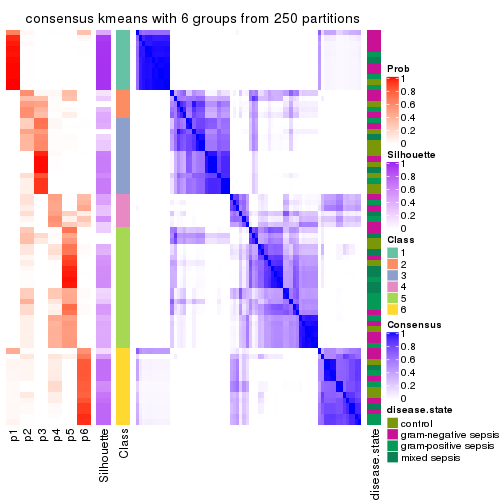 consensus kmeans with 6 groups from 250 partitions
Prob
1
0.8
0.6
0.4
0.2
0
Silhouette
1
0.8
0.6
0.4
0.2
0
Class
1
2
3
4
5
6
Consensus
1
0.8
0.6
0.4
0.2
0
disease.state
control
gram-negative sepsis
gram-positive sepsis
mixed sepsis
p1
p2
p3
p4
p5
p6
Silhouette
Class
disease.state